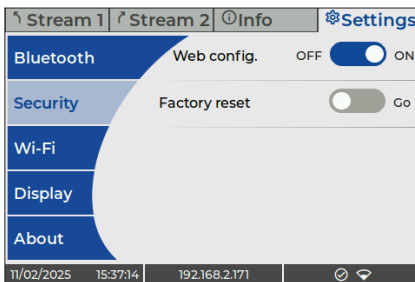 Stream 1 Stream 2 Info Settings
Bluetooth Web config. OFF ON
Security Factory reset Go
Wi-Fi
Display
About
11/02/2025 15:37:14 192.168.2.171